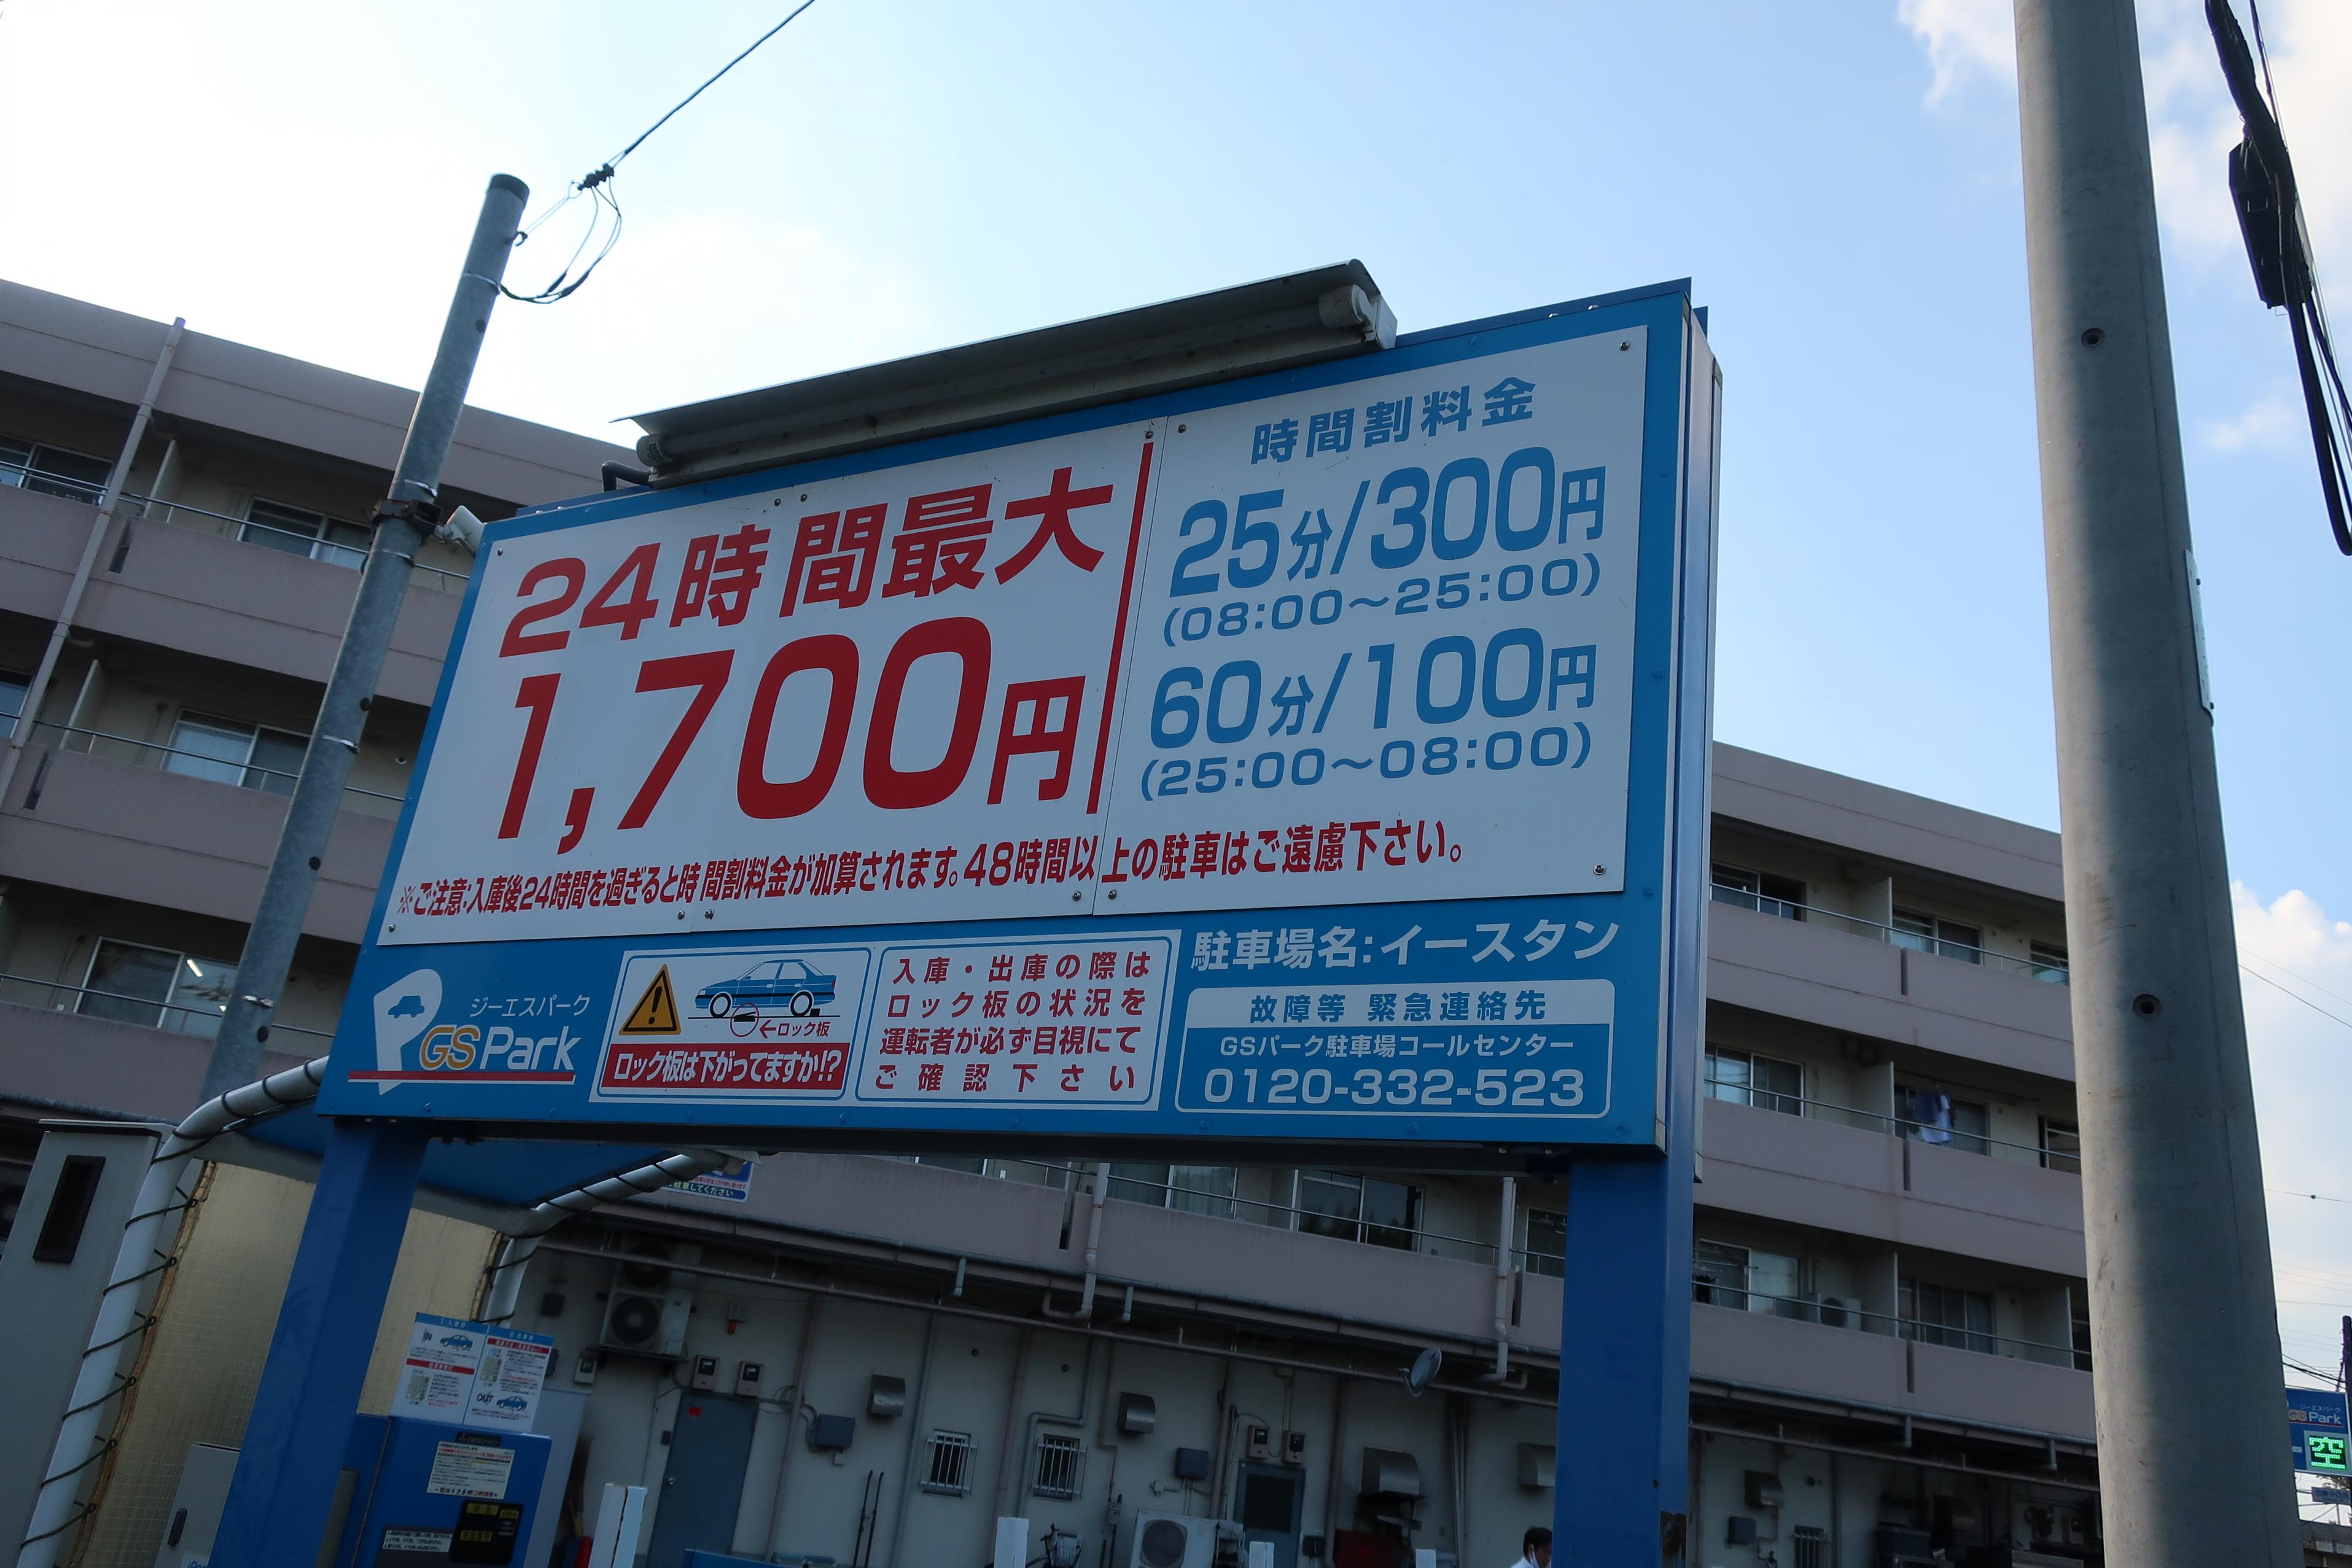 24時間最大
1,700円
時間割料金
25分/300円
(08:00～25:00)
60分/100円
(25:00～08:00)
※ご注意:入庫後24時間を過ぎると時間割料金が加算されます。48時間以上の駐車はご遠慮下さい。
ジーエスパーク
GS Park
←ロック板
ロック板は下がってますか!?
入庫・出庫の際は
ロック板の状況を
運転者が必ず目視にて
ご確認下さい
駐車場名:イースタン
故障等 緊急連絡先
GSパーク駐車場コールセンター
0120-332-523
IN
OUT
ジーエスパーク
GS Park
空